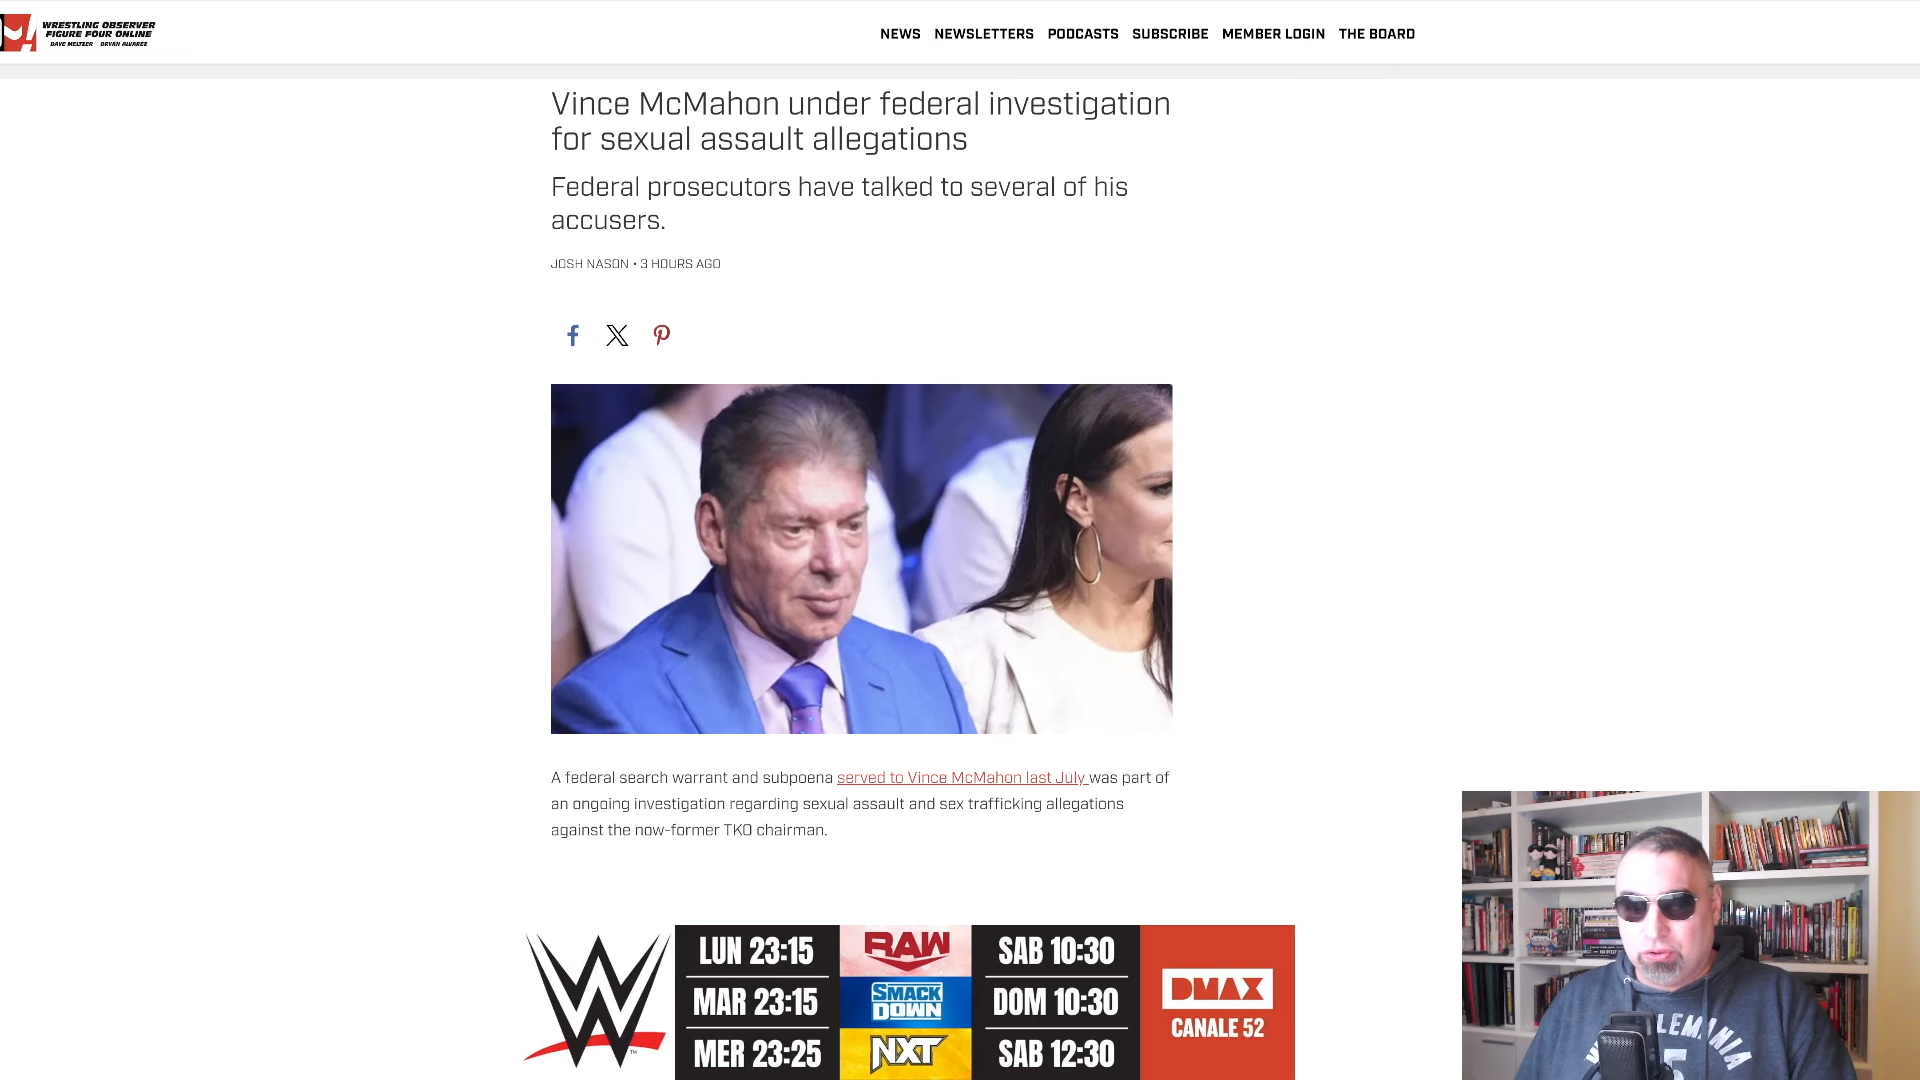 WRESTLING OBSERVER
FIGURE FOUR ONLINE
DAVE MELTZER BRYAN ALVAREZ
NEWS NEWSLETTERS PODCASTS SUBSCRIBE MEMBER LOGIN THE BOARD
Vince McMahon under federal investigation
for sexual assault allegations
Federal prosecutors have talked to several of his
accusers.
JOSH NASON • 3 HOURS AGO
A federal search warrant and subpoena served to Vince McMahon last July was part of
an ongoing investigation regarding sexual assault and sex trafficking allegations
against the now-former TKO chairman.
LUN 23:15 RAW SAB 10:30
MAR 23:15 SMACK DOWN DOM 10:30
MER 23:25 NXT SAB 12:30
DMAX
CANALE 52